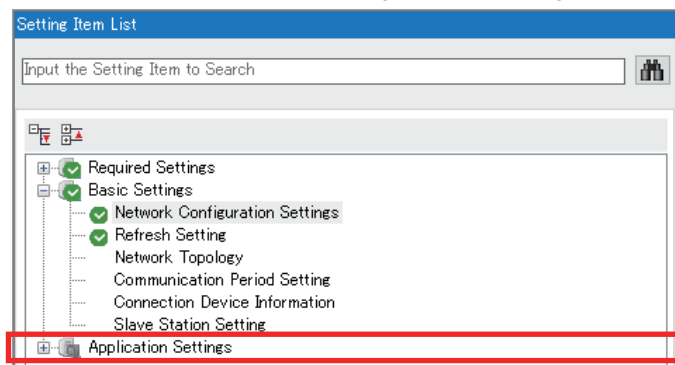 Setting Item List
Input the Setting Item to Search
Required Settings
Basic Settings
Network Configuration Settings
Refresh Setting
Network Topology
Communication Period Setting
Connection Device Information
Slave Station Setting
Application Settings